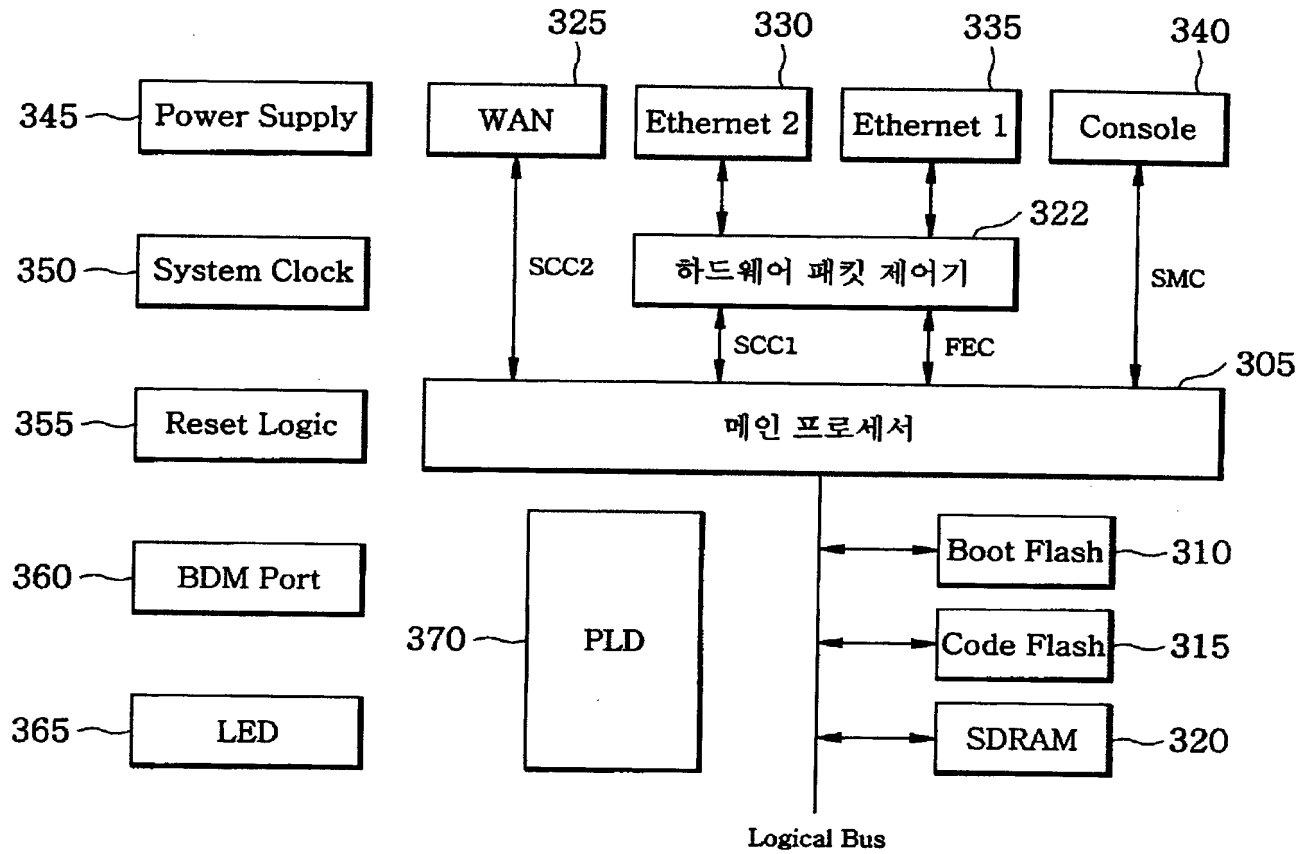 325
330
335
340
345
Power Supply
WAN
Ethernet 2
Ethernet 1
Console
322
350
System Clock
SCC2
하드웨어 패킷 제어기
SMC
SCC1
FEC
305
355
Reset Logic
메인 프로세서
360
BDM Port
370
PLD
Boot Flash
310
Code Flash
315
365
LED
SDRAM
320
Logical Bus